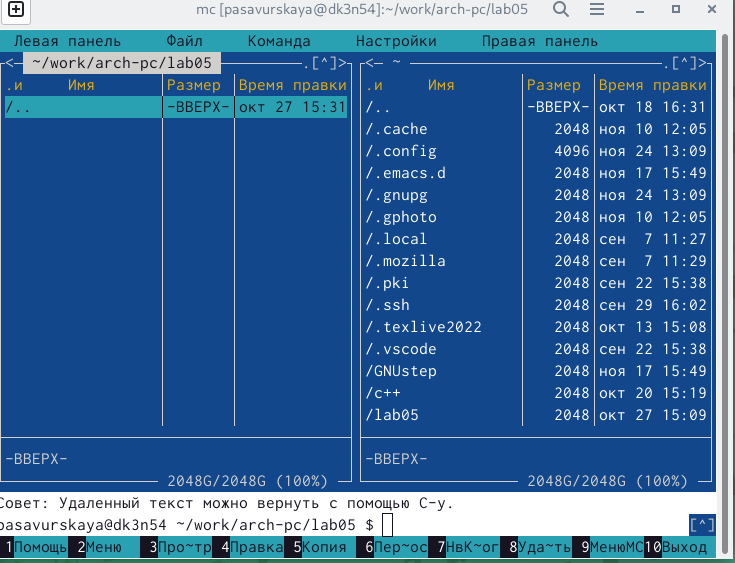 mc [pasavurskaya@dk3n54]:~/work/arch-pc/lab05
Левая панель Файл Команда Настройки Правая панель
<─ ~/work/arch-pc/lab05 .[^]> <─ ~ .[^]>
.и Имя Размер Время правки .и Имя Размер Время правки
/.. -ВВЕРХ- окт 27 15:31 /.. -ВВЕРХ- окт 18 16:31
/.cache 2048 ноя 10 12:05
/.config 4096 ноя 24 13:09
/.emacs.d 2048 ноя 17 15:49
/.gnupg 2048 ноя 24 13:09
/.gphoto 2048 ноя 10 12:05
/.local 2048 сен 7 11:27
/.mozilla 2048 сен 7 11:29
/.pki 2048 сен 22 15:38
/.ssh 2048 сен 29 16:02
/.texlive2022 2048 окт 13 15:08
/.vscode 2048 сен 22 15:38
/GNUstep 2048 ноя 17 15:49
/c++ 2048 окт 20 15:19
/lab05 2048 окт 27 15:09
-ВВЕРХ- -ВВЕРХ-
2048G/2048G (100%) 2048G/2048G (100%)
Совет: Удаленный текст можно вернуть с помощью C-y.
pasavurskaya@dk3n54 ~/work/arch-pc/lab05 $ [^]
1Помощь 2Меню 3Про~тр 4Правка 5Копия 6Пер~ос 7НвК~ог 8Уда~ть 9МенюMC 10Выход